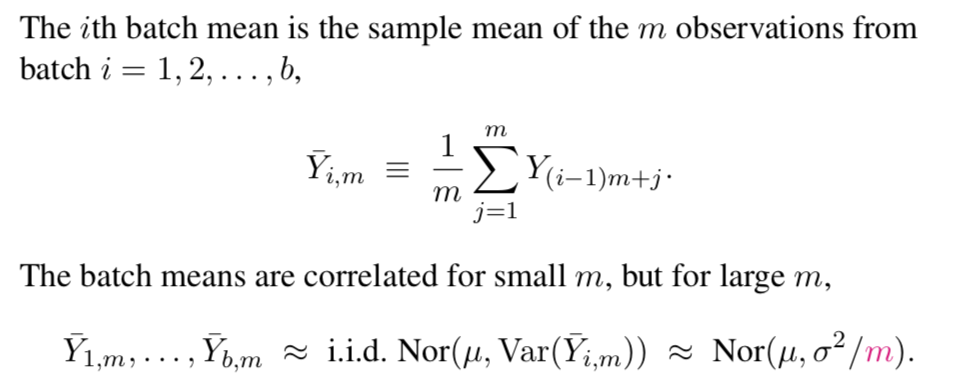 The ith batch mean is the sample mean of the m observations from
batch i = 1, 2, . . . , b,
Ȳ_{i,m} ≡ \frac{1}{m} \sum_{j=1}^{m} Y_{(i−1)m+j}.
The batch means are correlated for small m, but for large m,
Ȳ_{1,m}, . . . , Ȳ_{b,m} ≈ i.i.d. Nor(μ, Var(Ȳ_{i,m})) ≈ Nor(μ, σ²/m).